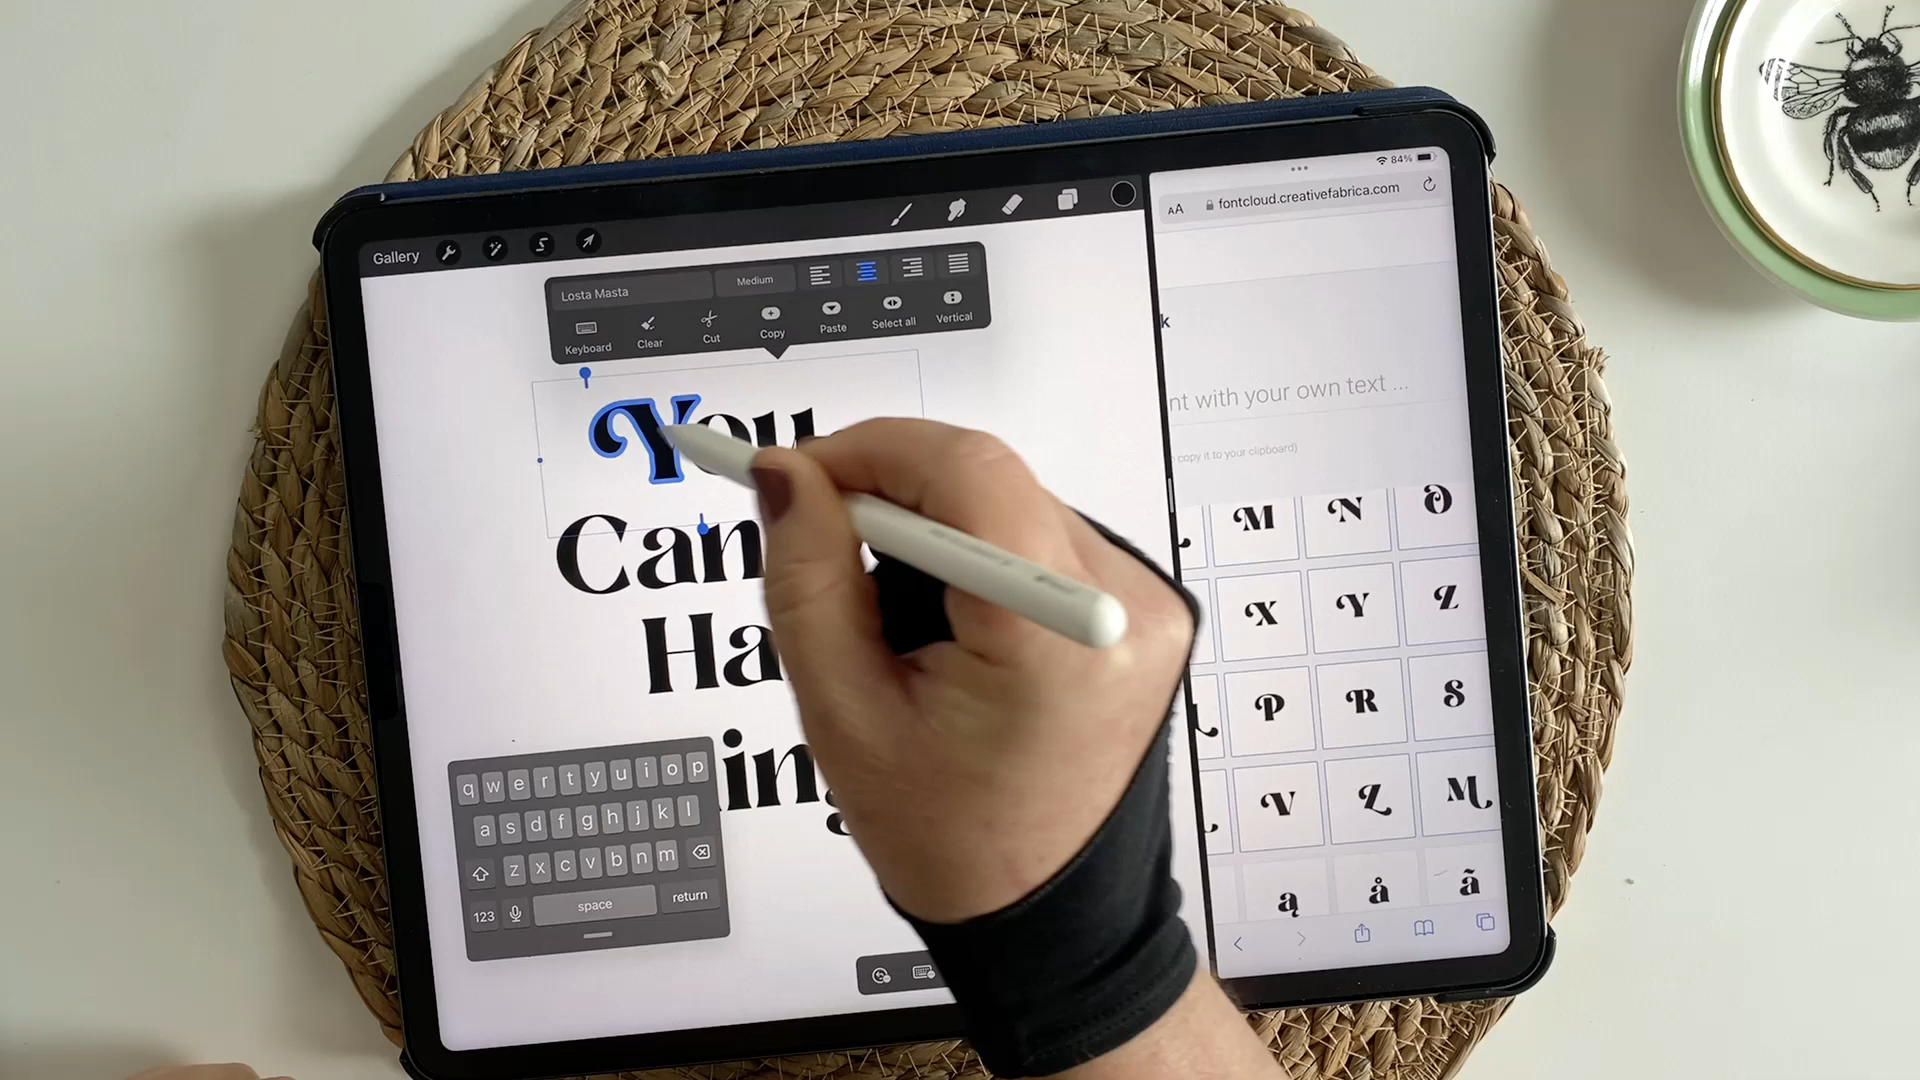 84%
Gallery
AA fontcloud.creativefabrica.com
Losta Masta Medium
Keyboard Clear Cut Copy Paste Select all Vertical
k
nt with your own text ...
copy it to your clipboard)
You
Can
Ha
ing
M N O
X Y Z
P R S
V Z M
ą å ã
q w e r t y u i o p
a s d f g h j k l
z x c v b n m
123 space return